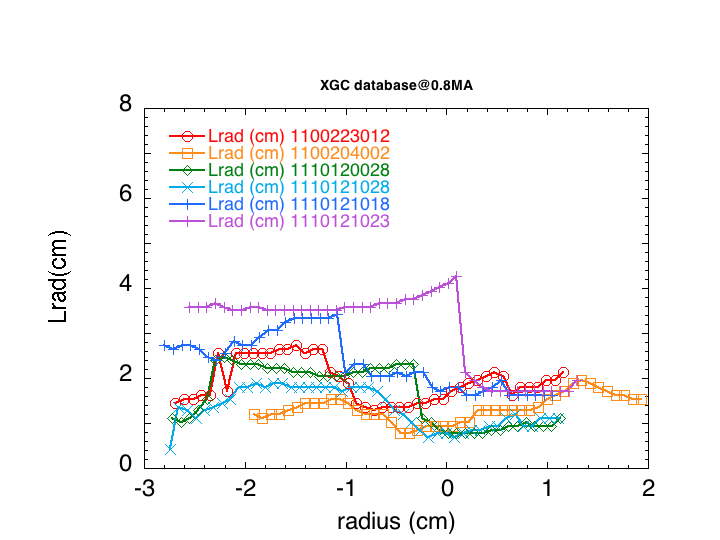 XGC database@0.8MA
8
Lrad (cm) 1100223012
Lrad (cm) 1100204002
Lrad (cm) 1110120028
Lrad (cm) 1110121028
Lrad (cm) 1110121018
Lrad (cm) 1110121023
6
Lrad(cm)
4
2
0
-3 -2 -1 0 1 2
radius (cm)